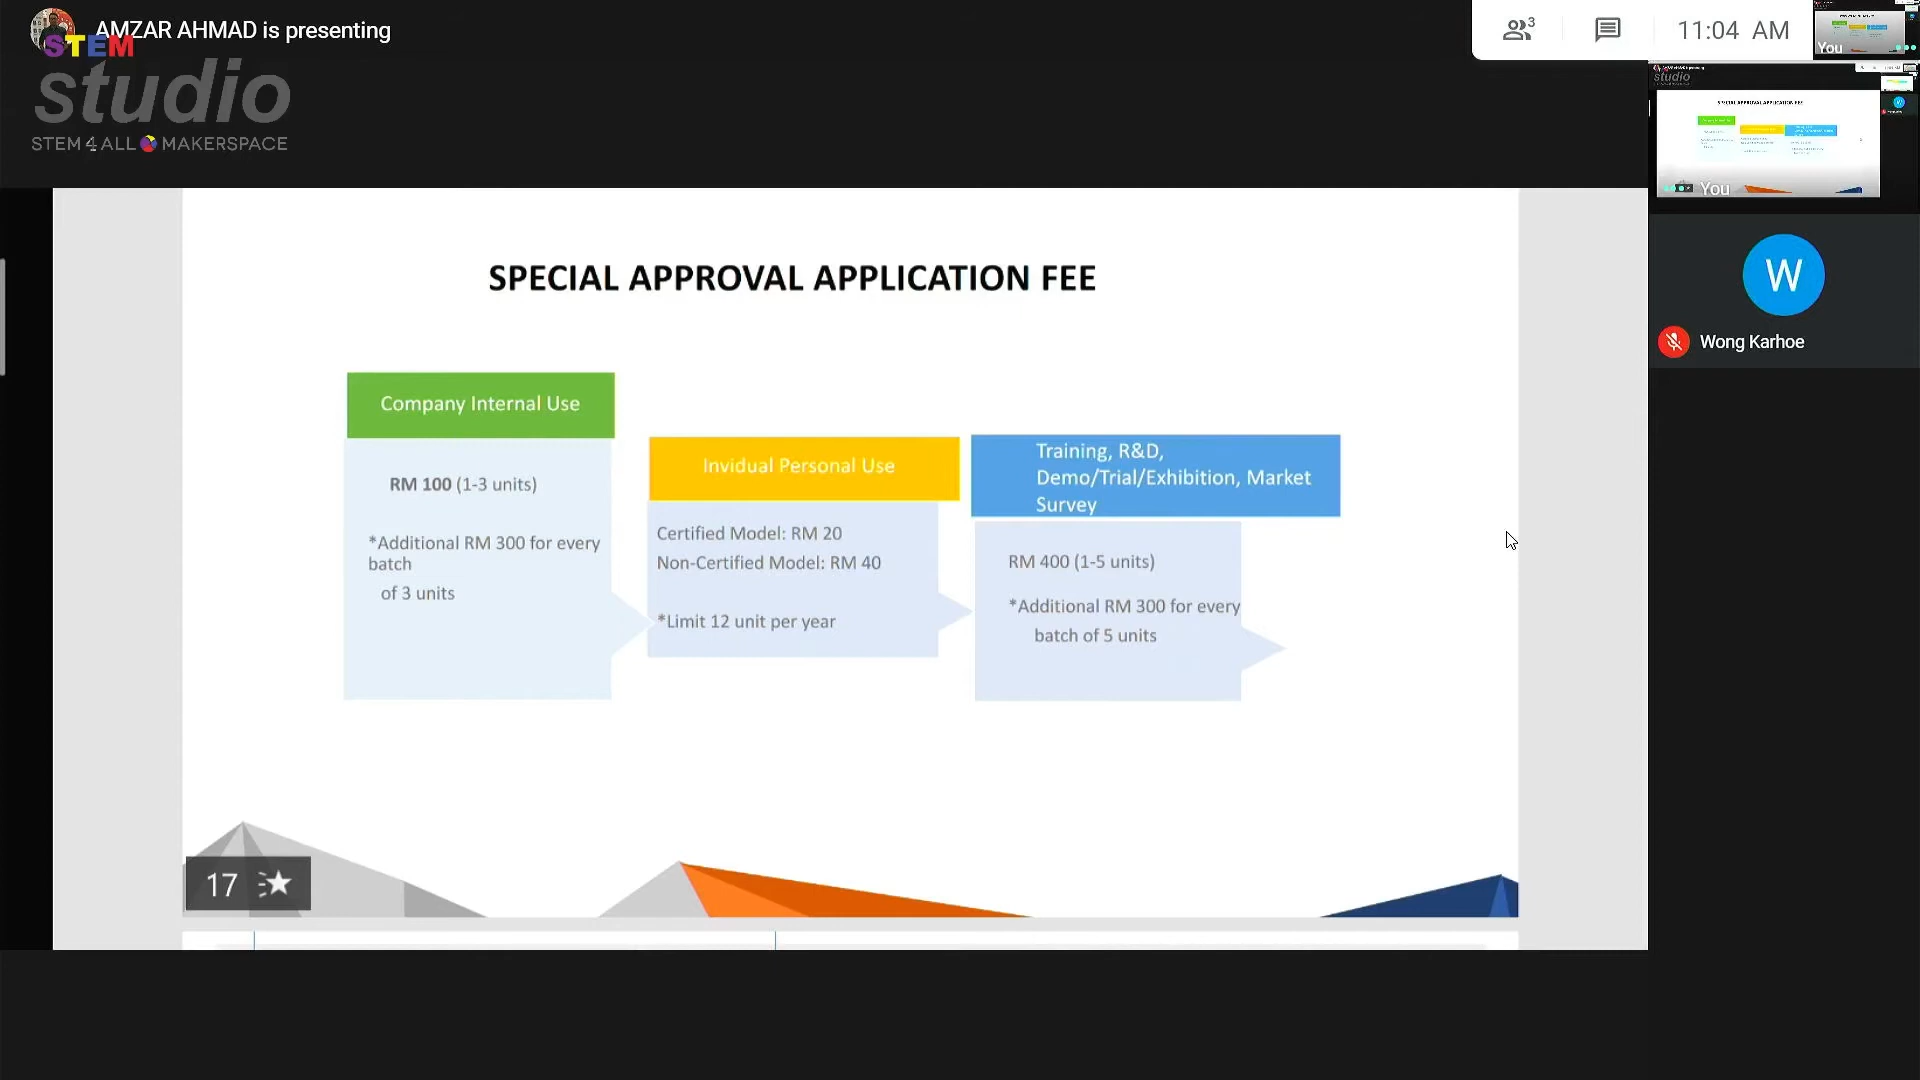 AMZAR AHMAD is presenting
STEM
studio
STEM 4 ALL MAKERSPACE
3
11:04 AM
You
You
W
Wong Karhoe
SPECIAL APPROVAL APPLICATION FEE
Company Internal Use
RM 100 (1-3 units)
*Additional RM 300 for every
batch
of 3 units
Invidual Personal Use
Certified Model: RM 20
Non-Certified Model: RM 40
*Limit 12 unit per year
Training, R&D,
Demo/Trial/Exhibition, Market
Survey
RM 400 (1-5 units)
*Additional RM 300 for every
batch of 5 units
17